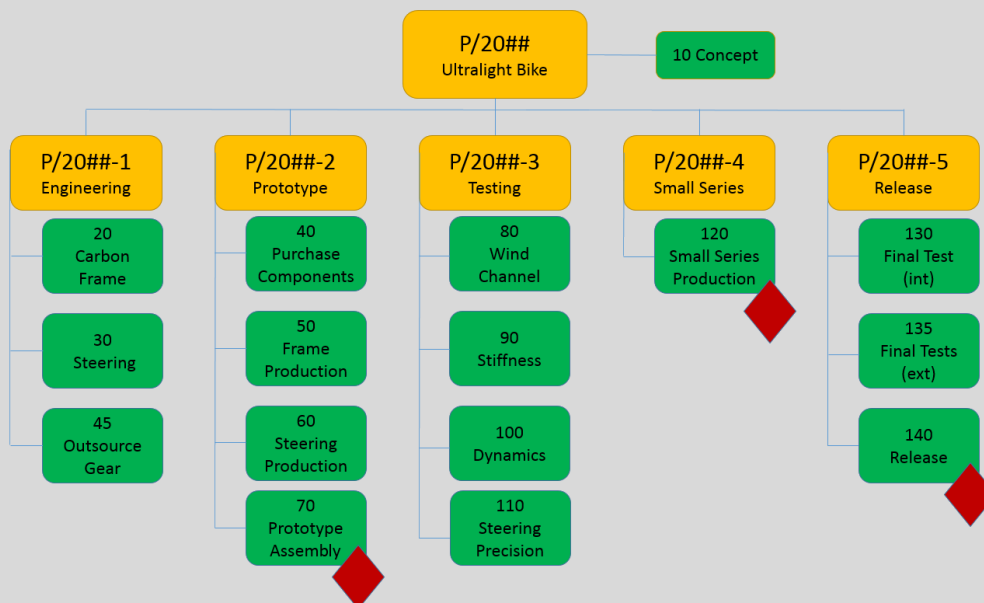 P/20##
Ultralight Bike
10 Concept
P/20##-1
Engineering
20
Carbon
Frame
30
Steering
45
Outsource
Gear
P/20##-2
Prototype
40
Purchase
Components
50
Frame
Production
60
Steering
Production
70
Prototype
Assembly
P/20##-3
Testing
80
Wind
Channel
90
Stiffness
100
Dynamics
110
Steering
Precision
P/20##-4
Small Series
120
Small Series
Production
P/20##-5
Release
130
Final Test
(int)
135
Final Tests
(ext)
140
Release